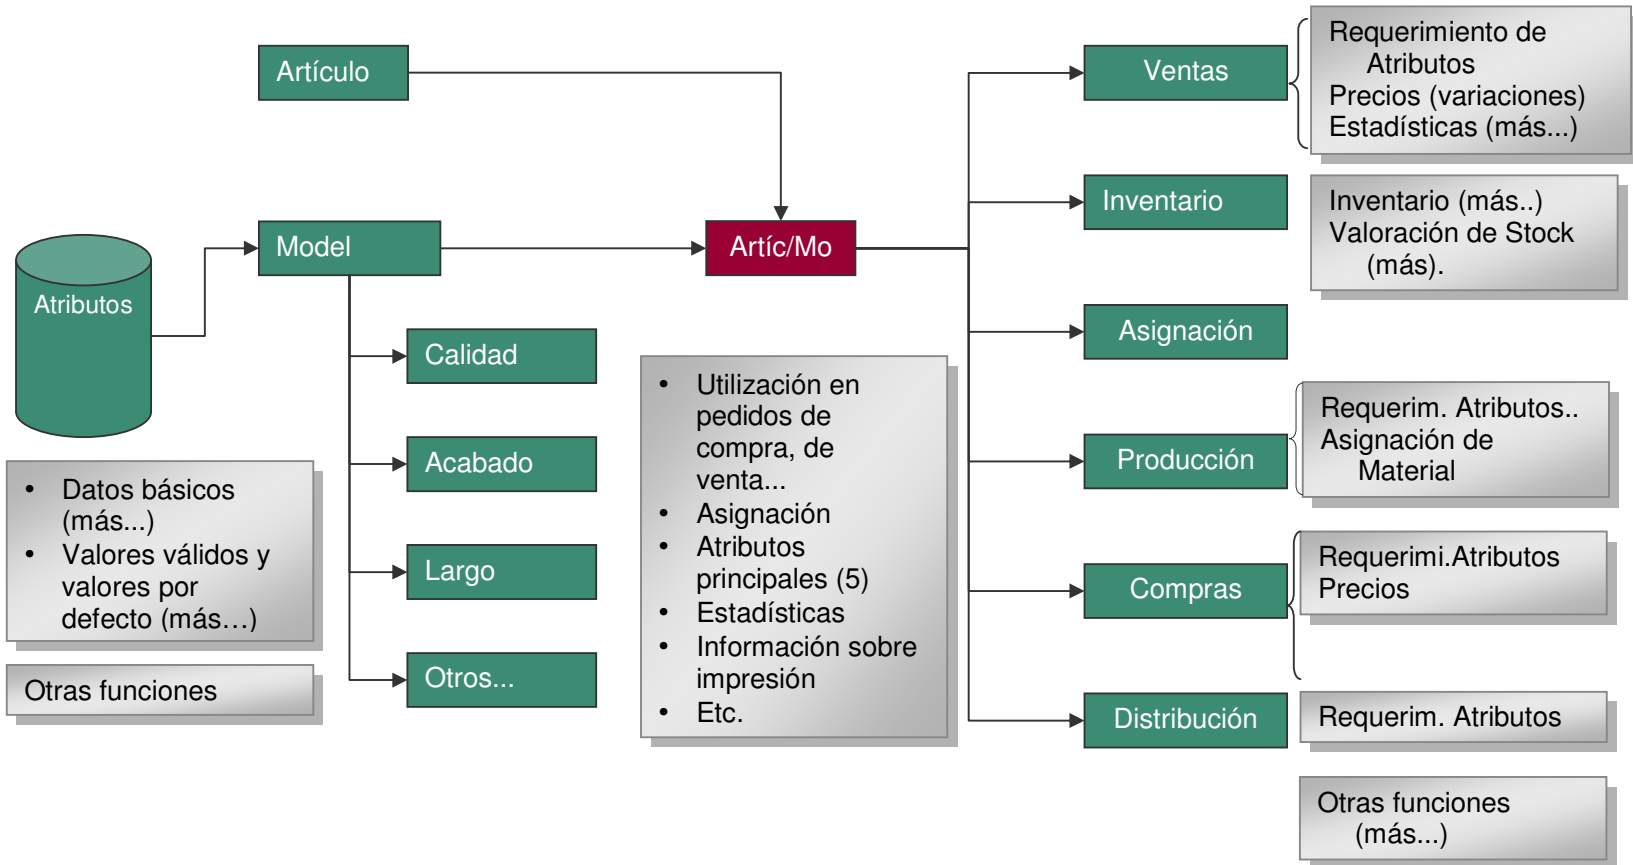 Artículo
Model
Atributos
Calidad
Acabado
Largo
Otros...
• Datos básicos
(más...)
• Valores válidos y
valores por
defecto (más…)
Otras funciones
Artíc/Mo
• Utilización en
pedidos de
compra, de
venta...
• Asignación
• Atributos
principales (5)
• Estadísticas
• Información sobre
impresión
• Etc.
Ventas
Requerimiento de
Atributos
Precios (variaciones)
Estadísticas (más...)
Inventario
Inventario (más..)
Valoración de Stock
(más).
Asignación
Producción
Requerim. Atributos..
Asignación de
Material
Compras
Requerimi.Atributos
Precios
Distribución
Requerim. Atributos
Otras funciones
(más...)